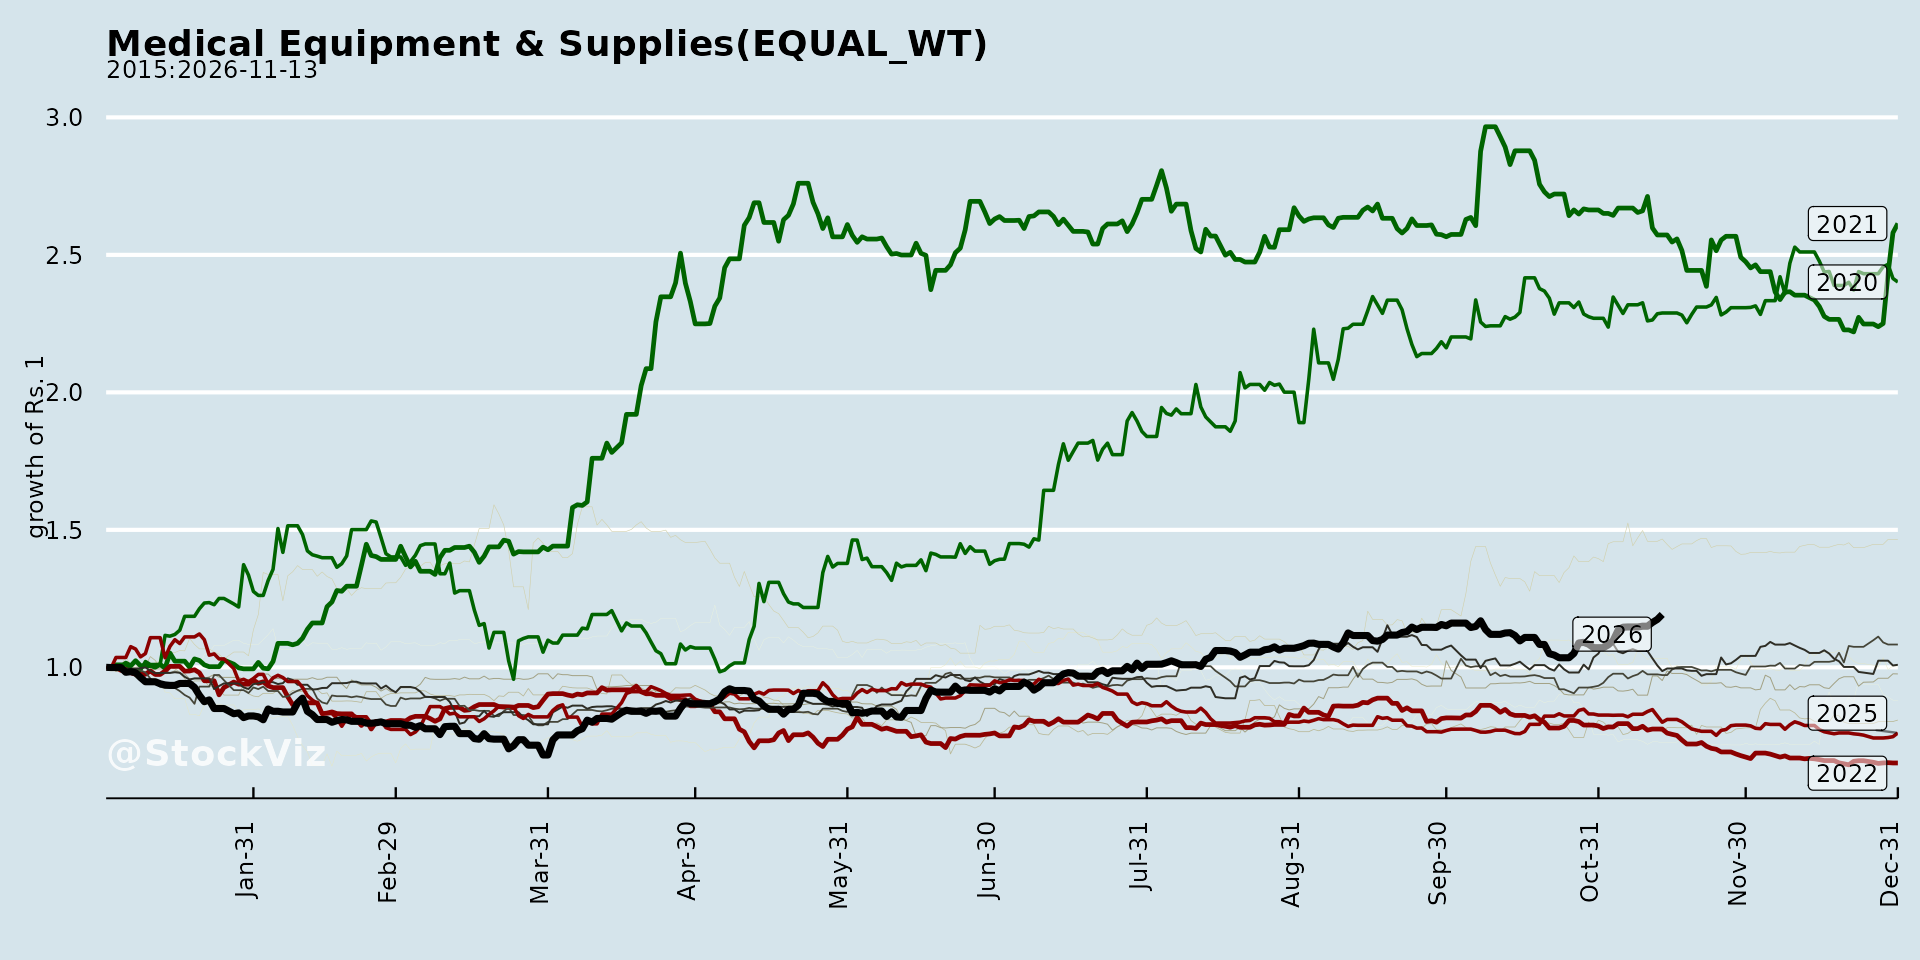 Medical Equipment & Supplies(EQUAL_WT)
2015:2026-11-13
growth of Rs. 1
3.0
2.5
2.0
1.5
1.0
2021
2020
2026
2025
2022
@StockViz
Jan-31
Feb-29
Mar-31
Apr-30
May-31
Jun-30
Jul-31
Aug-31
Sep-30
Oct-31
Nov-30
Dec-31